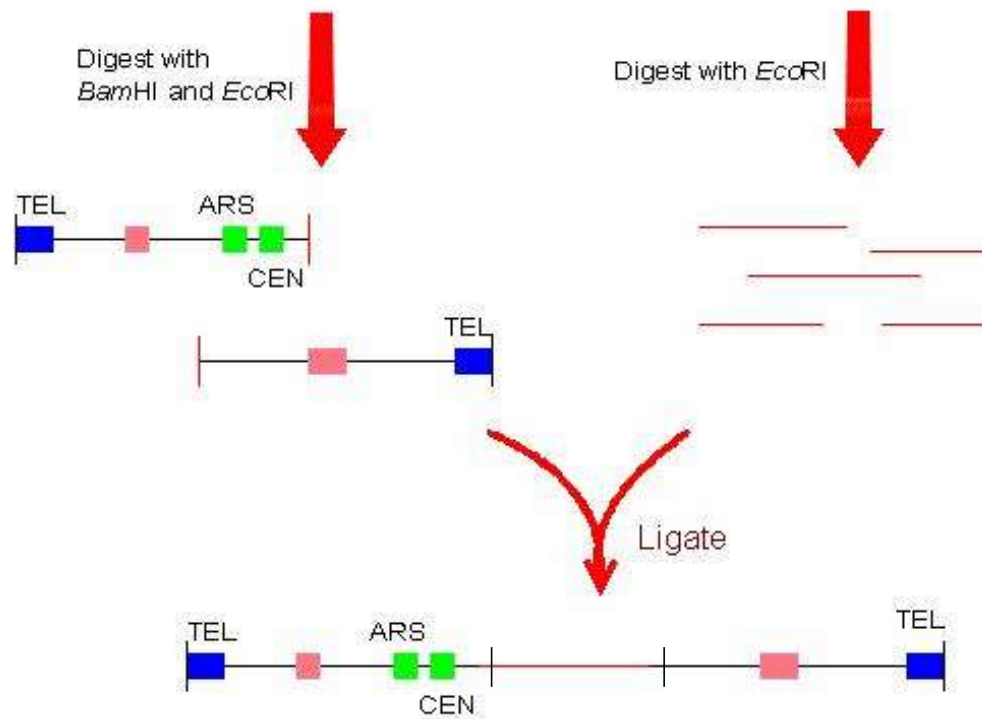 Digest with
BamHI and EcoRI
Digest with EcoRI
TEL
ARS
CEN
TEL
Ligate
TEL
ARS
TEL
CEN